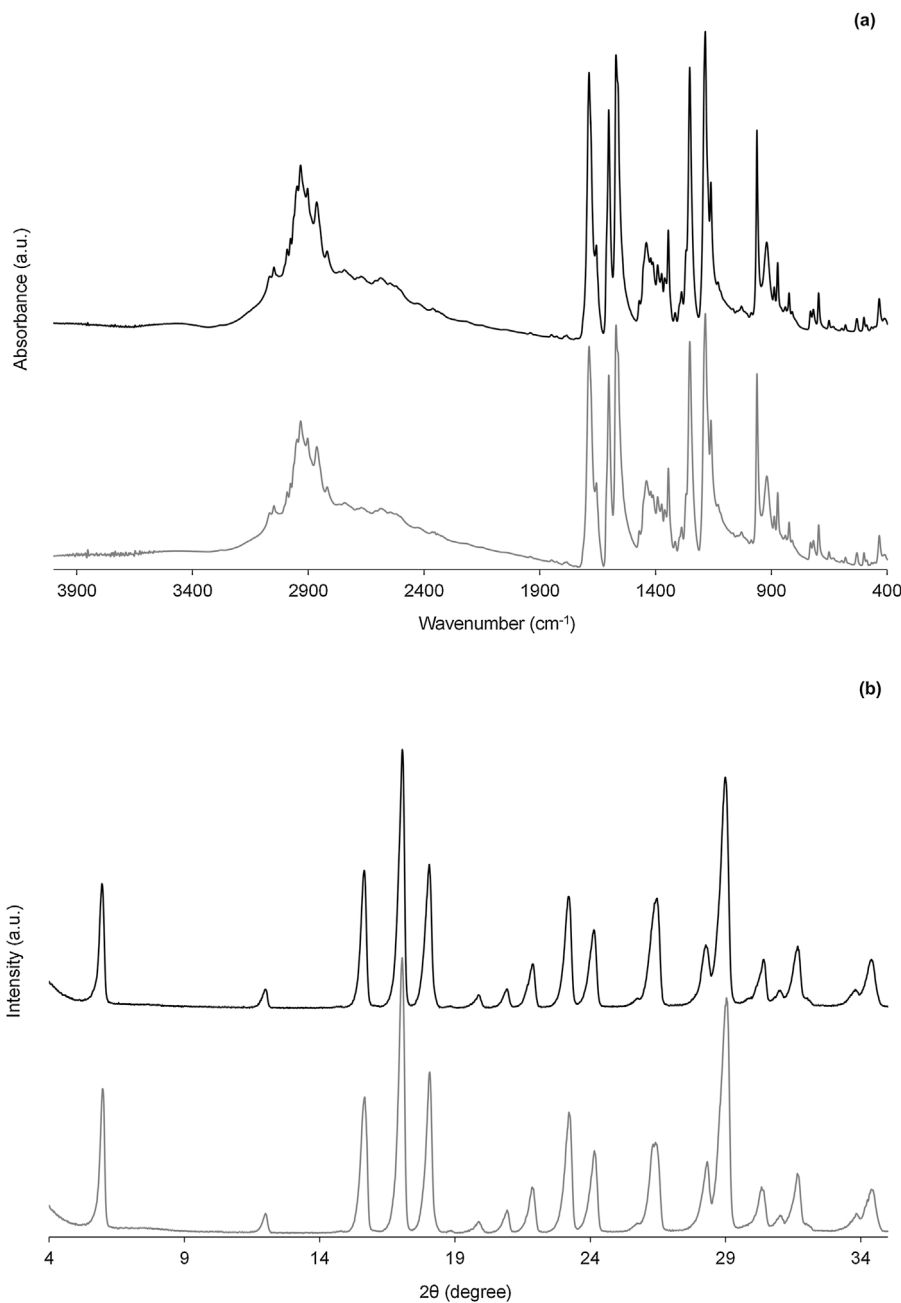 (a)
Absorbance (a.u.)
3900 3400 2900 2400 1900 1400 900 400
Wavenumber (cm⁻¹)
(b)
Intensity (a.u.)
4 9 14 19 24 29 34
2θ (degree)